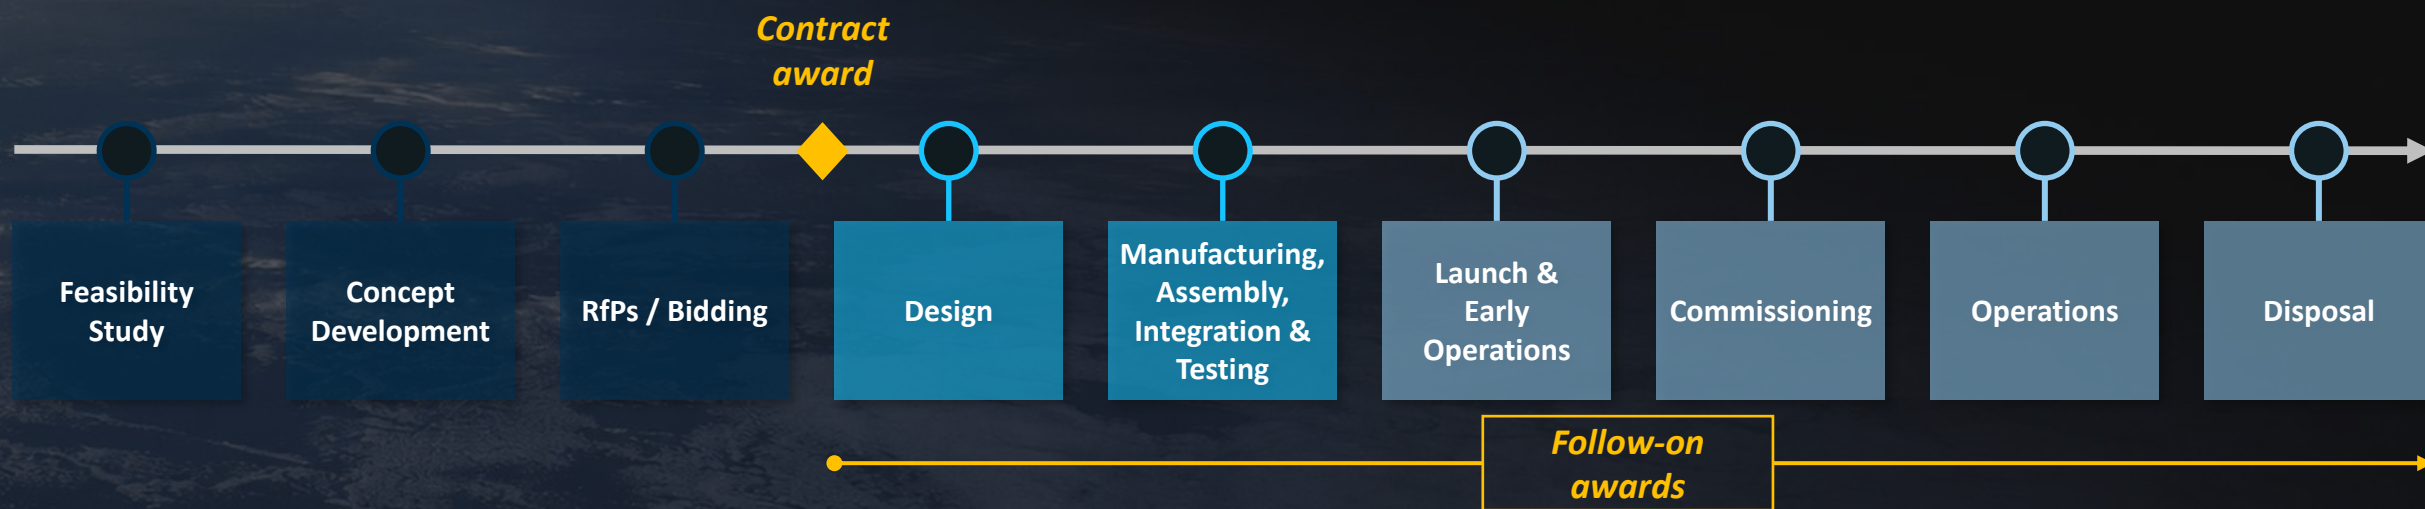 Contract
award
Feasibility
Study
Concept
Development
RfPs / Bidding
Design
Manufacturing,
Assembly,
Integration &
Testing
Launch &
Early
Operations
Commissioning
Operations
Disposal
Follow-on
awards